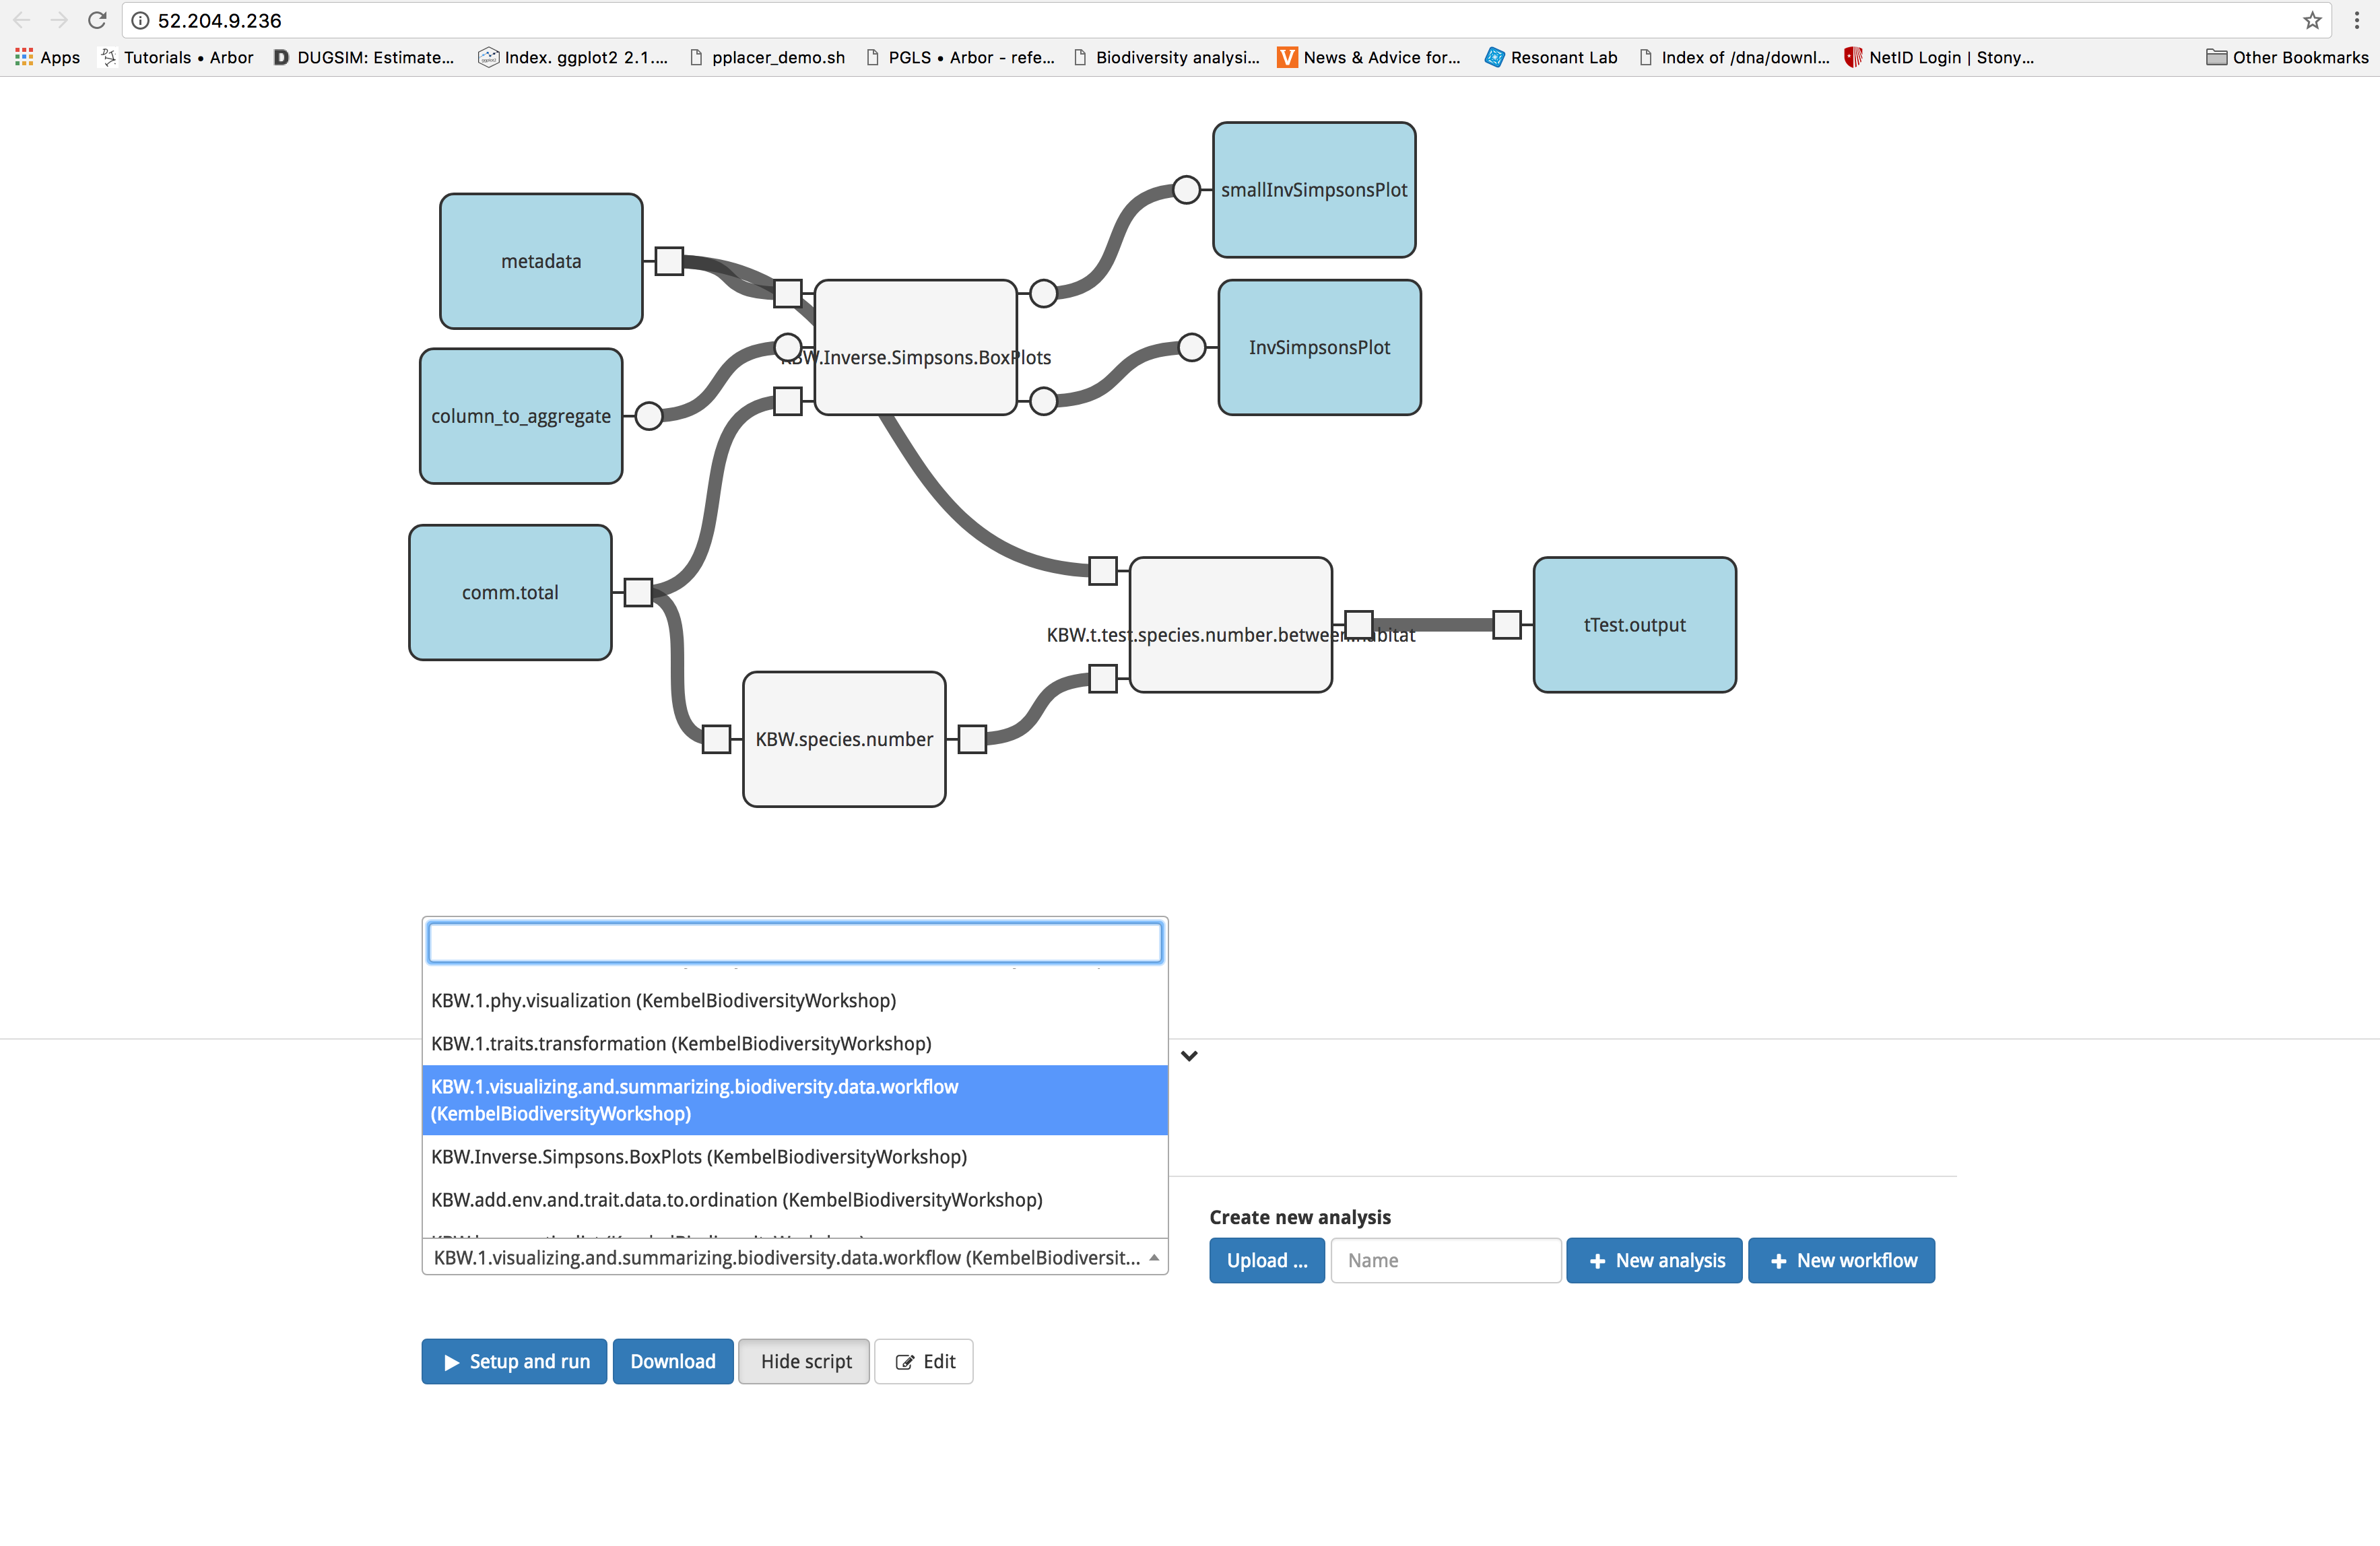 52.204.9.236
Apps Tutorials • Arbor DUGSIM: Estimate... Index. ggplot2 2.1.... pplacer_demo.sh PGLS • Arbor - refe... Biodiversity analysi... News & Advice for... Resonant Lab Index of /dna/downl... NetID Login | Stony... Other Bookmarks
smallInvSimpsonsPlot
metadata
InvSimpsonsPlot
KBW.Inverse.Simpsons.BoxPlots
column_to_aggregate
comm.total
tTest.output
KBW.t.test.species.number.between.habitat
KBW.species.number
KBW.1.phy.visualization (KembelBiodiversityWorkshop)
KBW.1.traits.transformation (KembelBiodiversityWorkshop)
KBW.1.visualizing.and.summarizing.biodiversity.data.workflow
(KembelBiodiversityWorkshop)
KBW.Inverse.Simpsons.BoxPlots (KembelBiodiversityWorkshop)
KBW.add.env.and.trait.data.to.ordination (KembelBiodiversityWorkshop)
KBW.1.visualizing.and.summarizing.biodiversity.data.workflow (KembelBiodiversit...
Create new analysis
Upload ... Name + New analysis + New workflow
Setup and run Download Hide script Edit